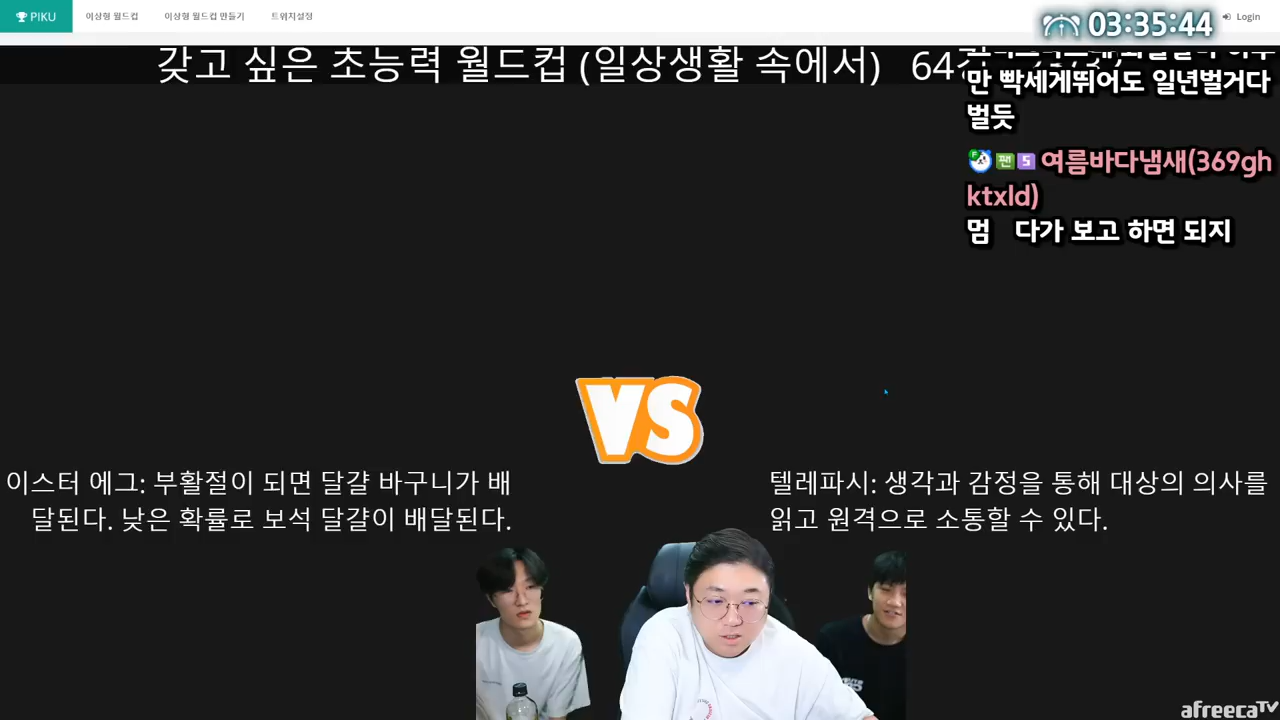 PIKU 이상형 월드컵 이상형 월드컵 만들기 트위치설정 03:35:44 Login
갖고 싶은 초능력 월드컵 (일상생활 속에서)
만 빡세게뛰어도 일년벌거다
벌듯
팬 5 여름바다냄새(369gh
ktxld)
멈 다가 보고 하면 되지
VS
이스터 에그: 부활절이 되면 달걀 바구니가 배
달된다. 낮은 확률로 보석 달걀이 배달된다.
텔레파시: 생각과 감정을 통해 대상의 의사를
읽고 원격으로 소통할 수 있다.
afreecaTV